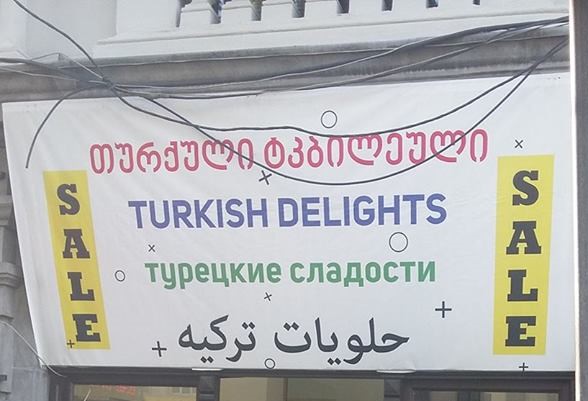 თურქული ტკბილეული
SALE
TURKISH DELIGHTS
SALE
турецкие сладости
حلويات تركيه